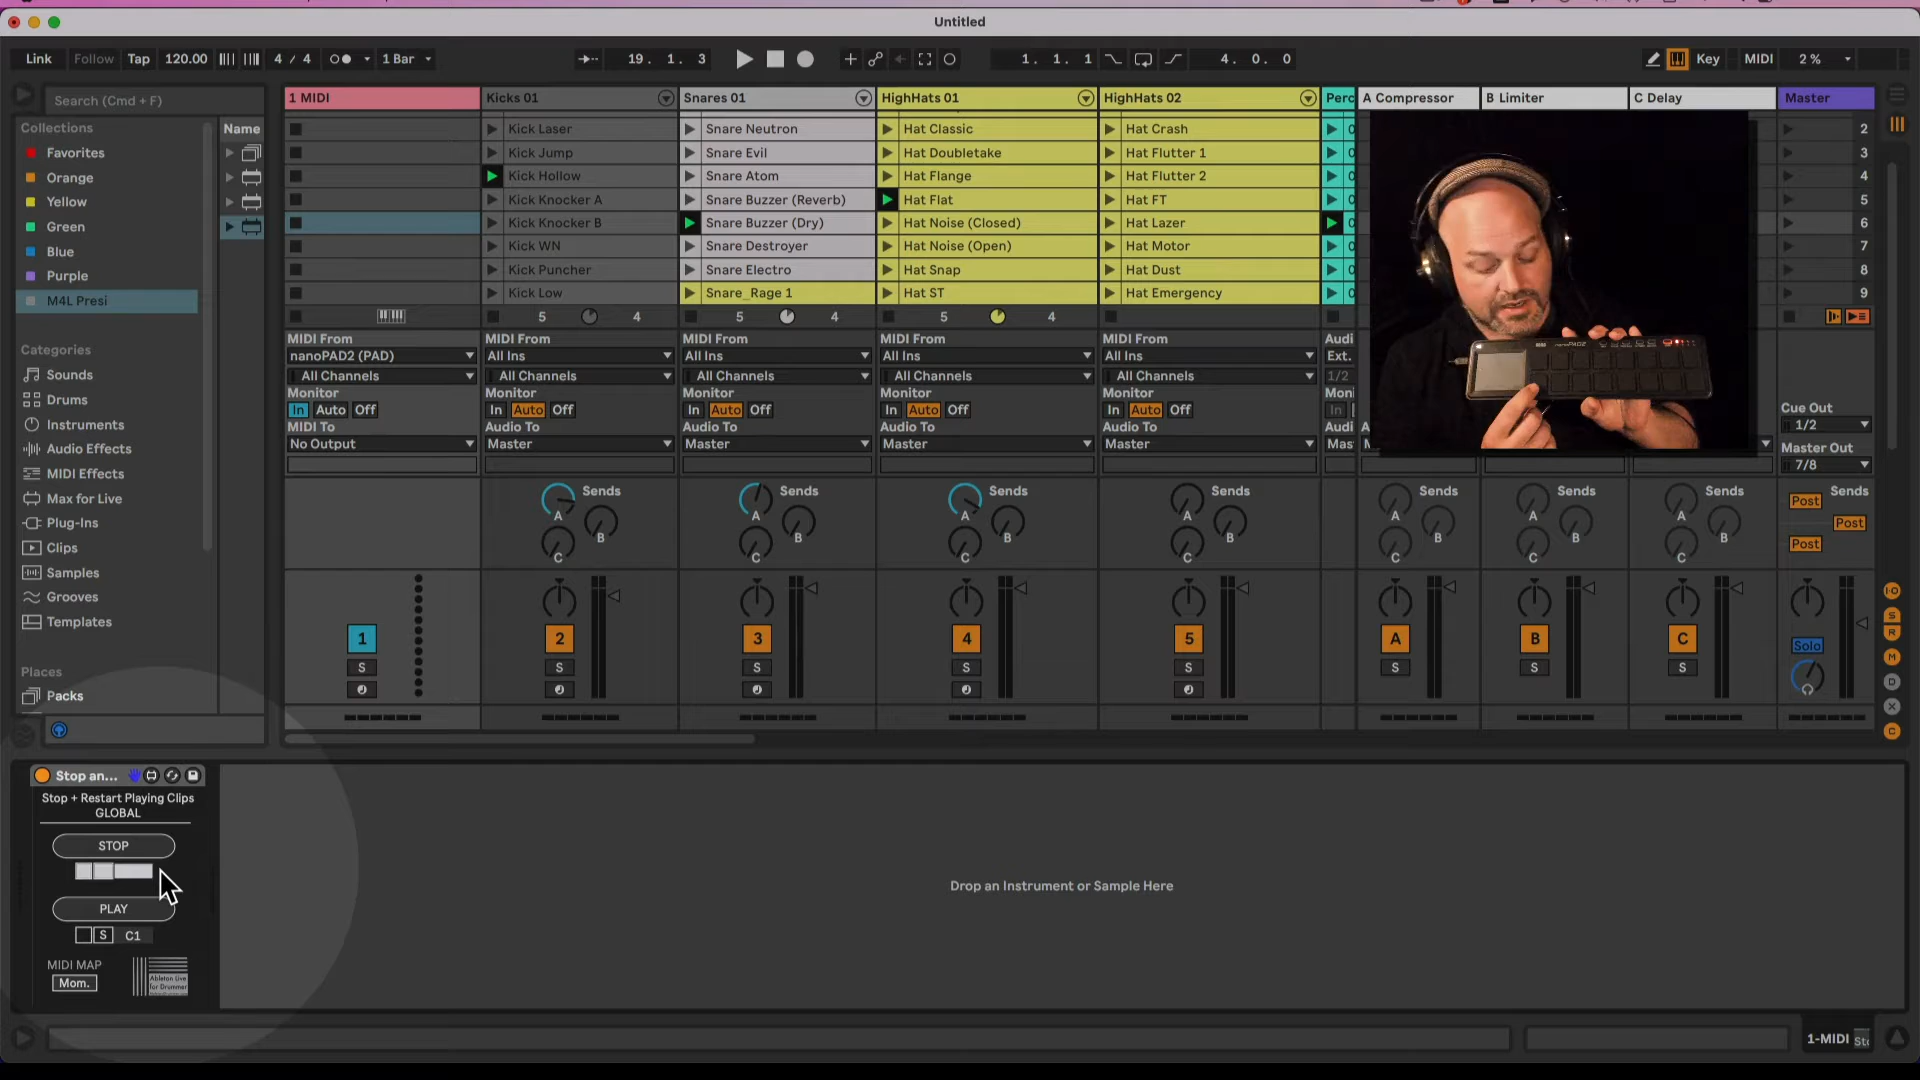 Untitled
Link Follow Tap 120.00 4 / 4 1 Bar 19. 1. 3 1. 1. 1 4. 0. 0 Key MIDI 2 %
Search (Cmd + F)
Collections
Favorites
Orange
Yellow
Green
Blue
Purple
M4L Presi
Categories
Sounds
Drums
Instruments
Audio Effects
MIDI Effects
Max for Live
Plug-Ins
Clips
Samples
Grooves
Templates
Places
Packs
Name
1 MIDI Kicks 01 Snares 01 HighHats 01 HighHats 02 Perc A Compressor B Limiter C Delay Master
Kick Laser Snare Neutron Hat Classic Hat Crash 2
Kick Jump Snare Evil Hat Doubletake Hat Flutter 1 3
Kick Hollow Snare Atom Hat Flange Hat Flutter 2 4
Kick Knocker A Snare Buzzer (Reverb) Hat Flat Hat FT 5
Kick Knocker B Snare Buzzer (Dry) Hat Noise (Closed) Hat Lazer 6
Kick WN Snare Destroyer Hat Noise (Open) Hat Motor 7
Kick Puncher Snare Electro Hat Snap Hat Dust 8
Kick Low Snare_Rage 1 Hat ST Hat Emergency 9
5 4 5 4 5 4
MIDI From MIDI From MIDI From MIDI From MIDI From Audi
nanoPAD2 (PAD) All Ins All Ins All Ins All Ins Ext.
All Channels All Channels All Channels All Channels All Channels 1/2
Monitor Monitor Monitor Monitor Monitor Moni
In Auto Off In Auto Off In Auto Off In Auto Off In Auto Off In
MIDI To Audio To Audio To Audio To Audio To Audi
No Output Master Master Master Master Mas
nanoPAD2
Cue Out
1/2
Master Out
7/8
Sends Sends Sends Sends Sends Sends Sends Sends
A B C A B C A B C A B C A B C A B C A B C Post Post Post
1 2 3 4 5 A B C Solo
S S S S S S S S
I·O
S
R
M
D
X
C
Stop an...
Stop + Restart Playing Clips
GLOBAL
STOP
PLAY
S C1
MIDI MAP
Mom.
Ableton Live
for Drummer
Drop an Instrument or Sample Here
1-MIDI